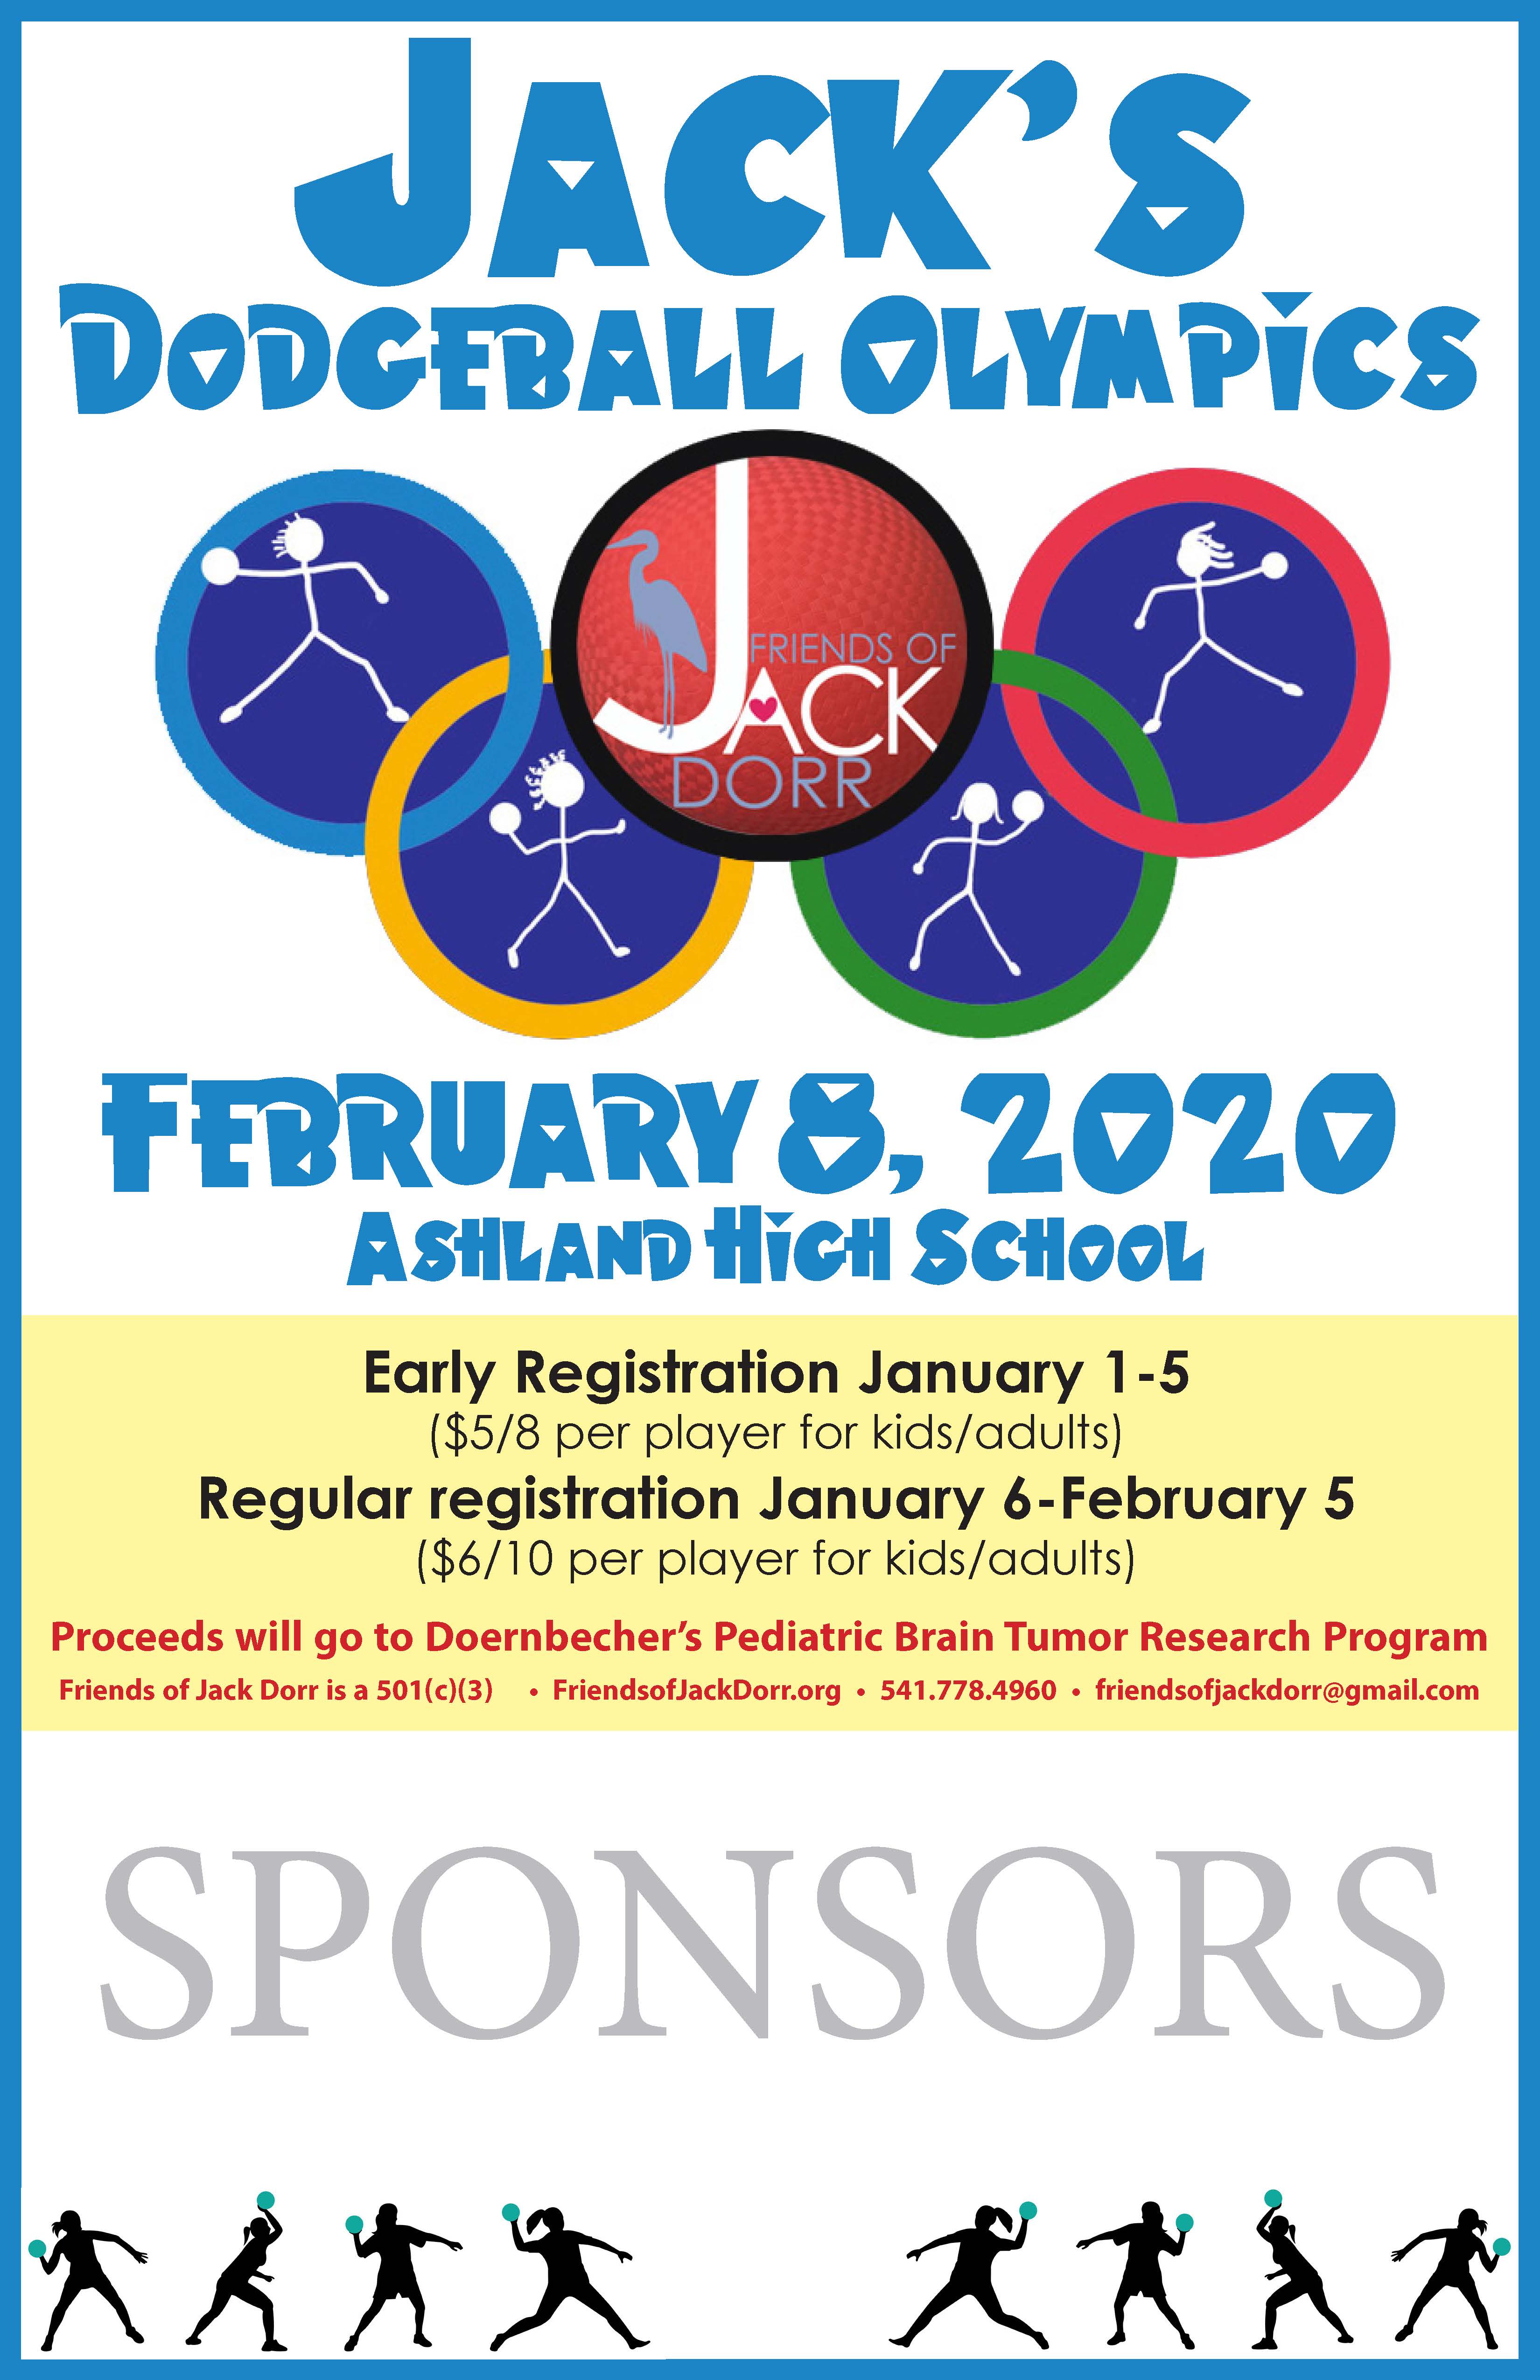 Jack's
Dodgeball Olympics
J
FRIENDS OF
JACK
DORR
February 8, 2020
Ashland High School
Early Registration January 1-5
($5/8 per player for kids/adults)
Regular registration January 6-February 5
($6/10 per player for kids/adults)
Proceeds will go to Doernbecher’s Pediatric Brain Tumor Research Program
Friends of Jack Dorr is a 501(c)(3) • FriendsofJackDorr.org • 541.778.4960 • friendsofjackdorr@gmail.com
SPONSORS